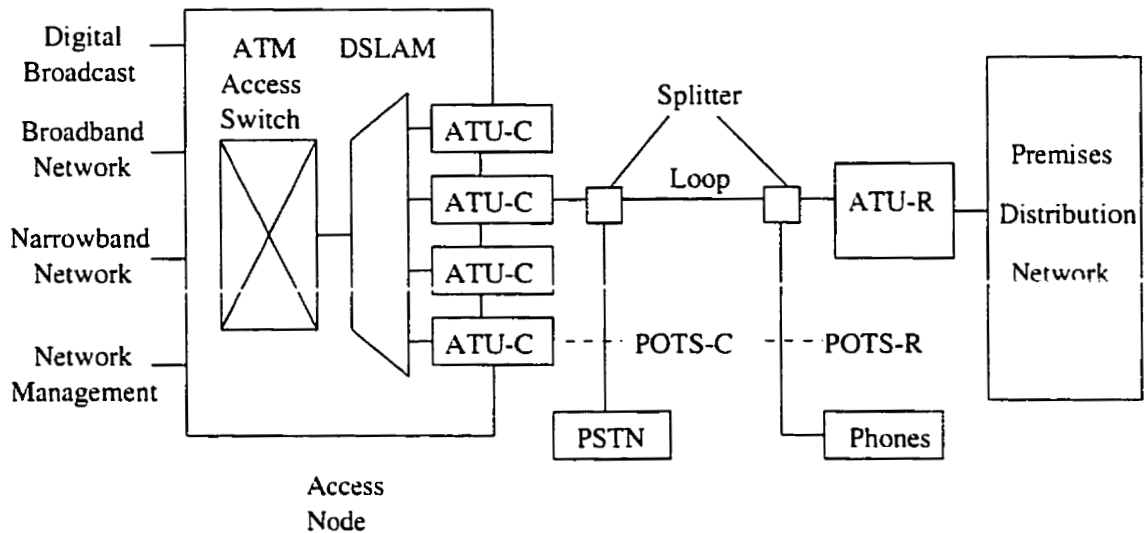 Digital
Broadcast
Broadband
Network
Narrowband
Network
Network
Management
ATM
Access
Switch
DSLAM
ATU-C
ATU-C
ATU-C
ATU-C
Access
Node
Splitter
Loop
POTS-C
POTS-R
PSTN
Phones
ATU-R
Premises
Distribution
Network